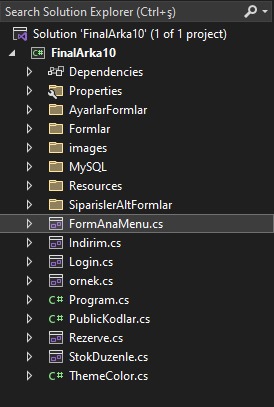 Search Solution Explorer (Ctrl+ş)
Solution 'FinalArka10' (1 of 1 project)
C# FinalArka10
Dependencies
Properties
AyarlarFormlar
Formlar
images
MySQL
Resources
SiparislerAltFormlar
FormAnaMenu.cs
Indirim.cs
Login.cs
ornek.cs
C# Program.cs
C# PublicKodlar.cs
Rezerve.cs
StokDuzenle.cs
C# ThemeColor.cs